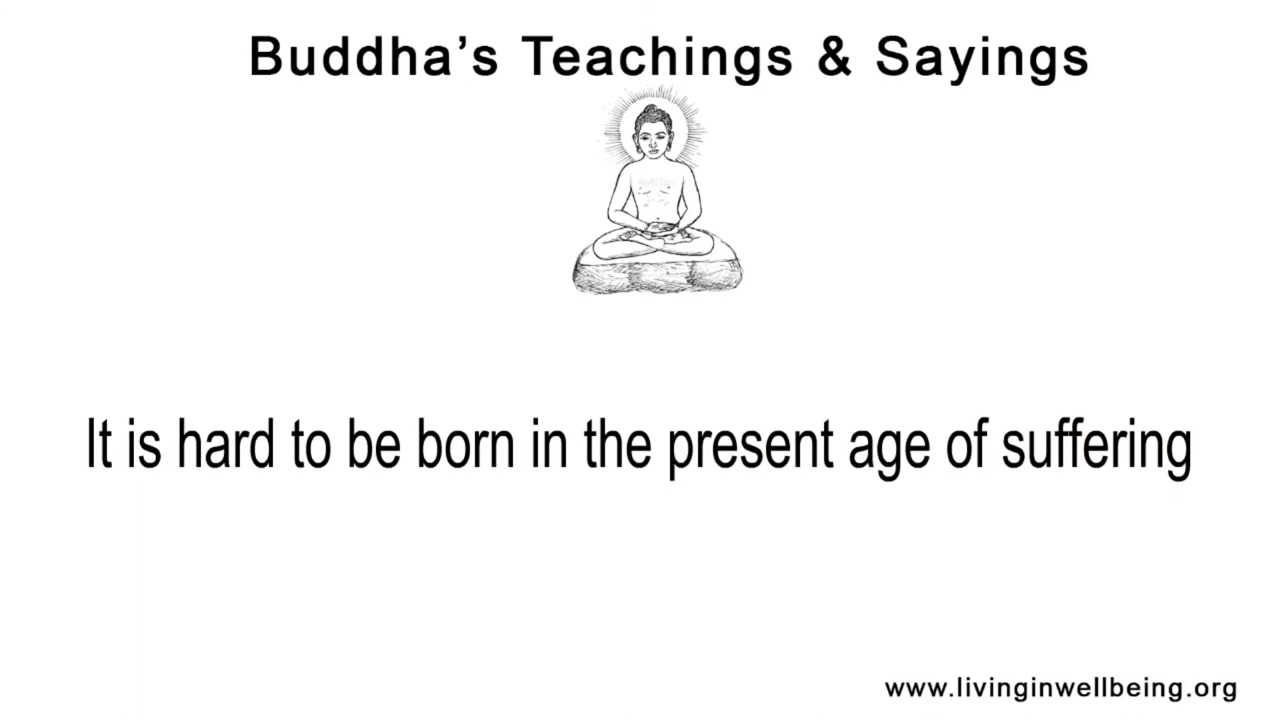 Buddha’s Teachings & Sayings
It is hard to be born in the present age of suffering
www.livinginwellbeing.org